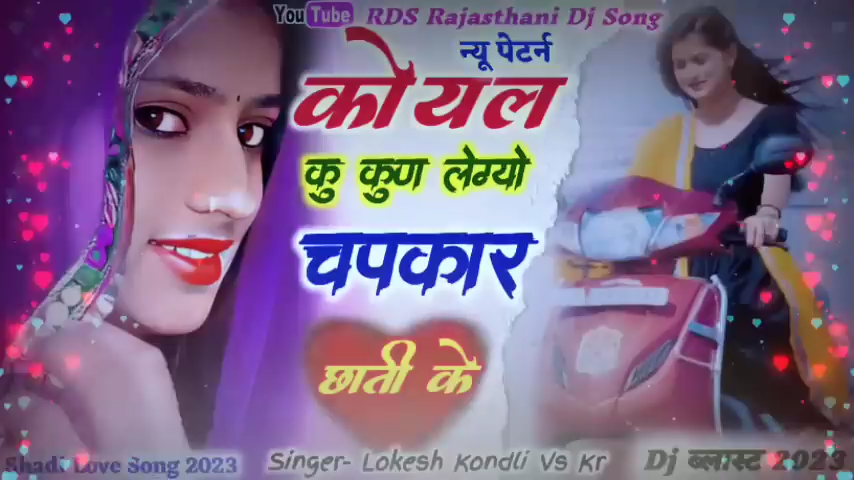 YouTube RDS Rajasthani Dj Song
न्यू पेटर्न
कोयल
कु कुण लेग्यो
चपकार
छाती के
Shadi Love Song 2023
Singer- Lokesh Kondli Vs Kr
Dj ब्लास्ट 2023